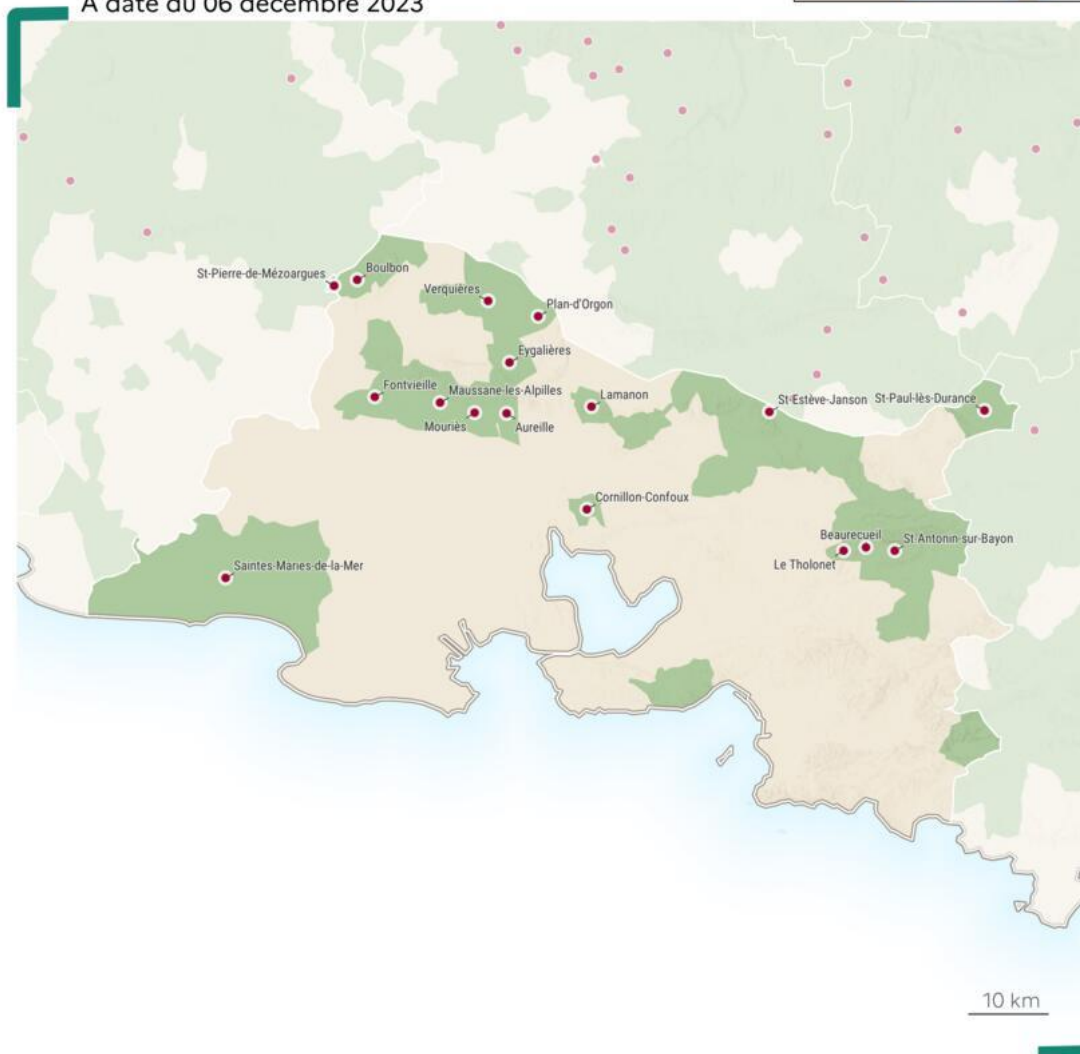 A date du 06 décembre 2023
St-Pierre-de-Mézoargues
Boulbon
Verquières
Plan-d'Orgon
Eygalières
Fontvieille
Maussane-les-Alpilles
Lamanon
Mouriès
Aureille
St-Estève-Janson
St-Paul-lès-Durance
Cornillon-Confoux
Beaurecueil
St-Antonin-sur-Bayon
Le Tholonet
Saintes-Maries-de-la-Mer
10 km